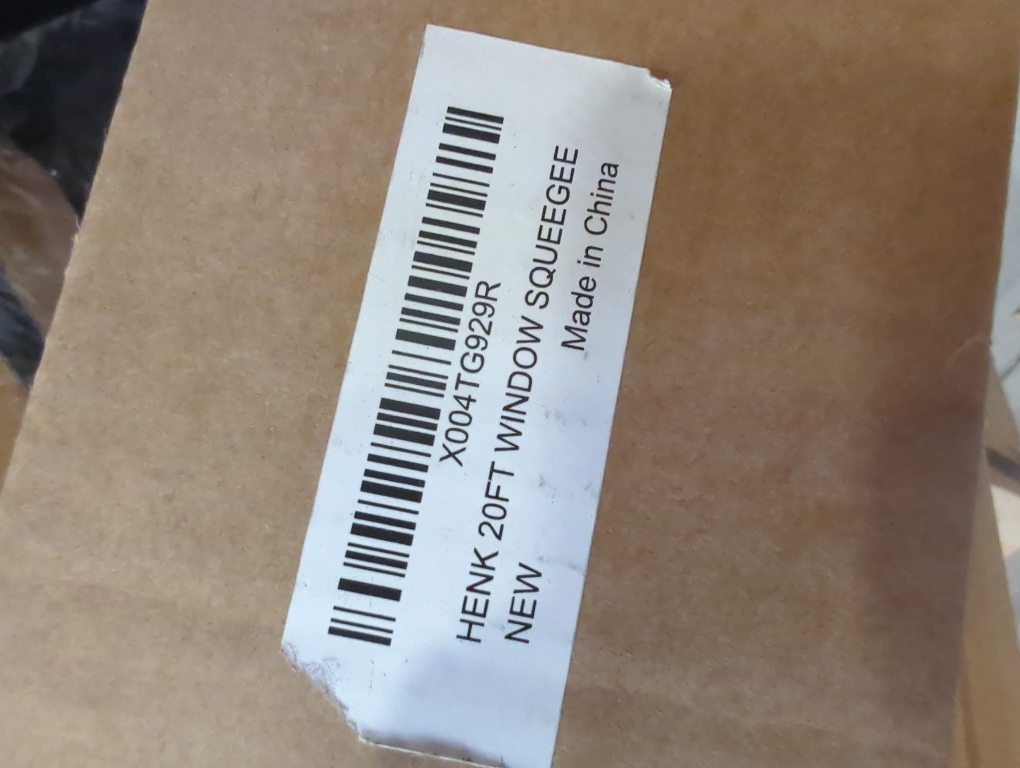 X004TG929R
HENK 20FT WINDOW SQUEEGEE
NEW
Made in China